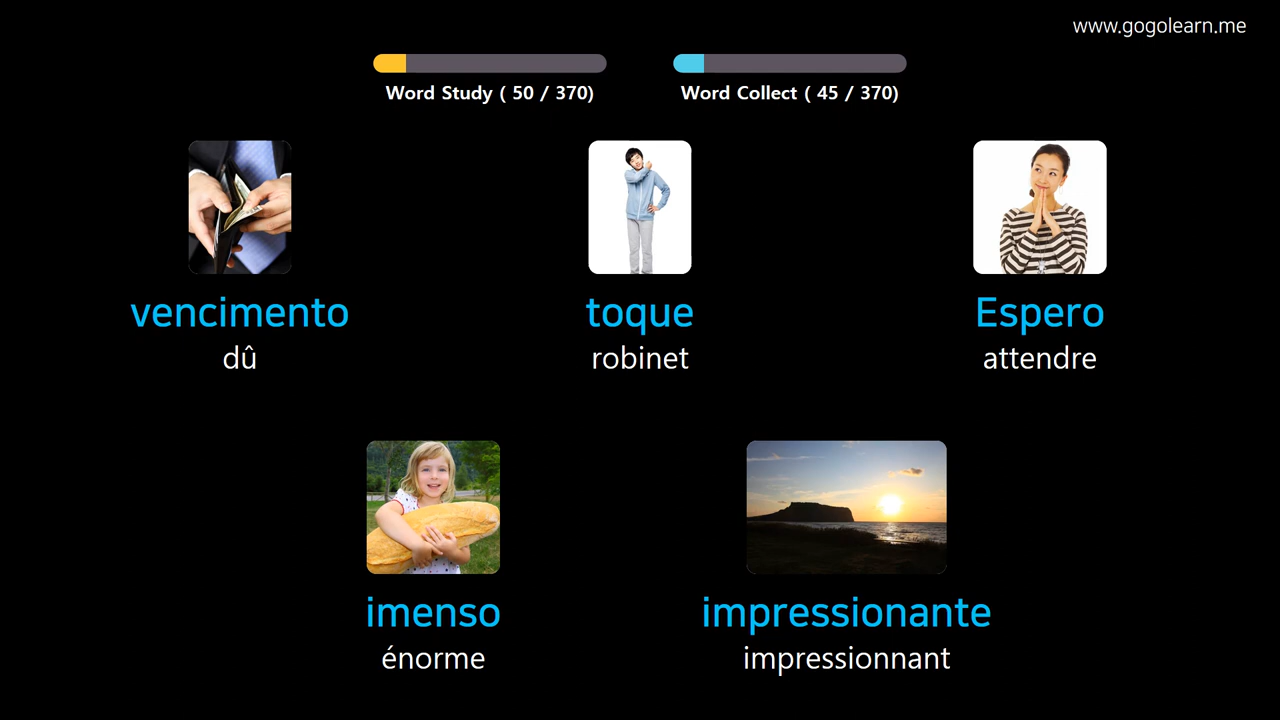 www.gogolearn.me
Word Study ( 50 / 370)
Word Collect ( 45 / 370)
vencimento
dû
toque
robinet
Espero
attendre
imenso
énorme
impressionante
impressionnant